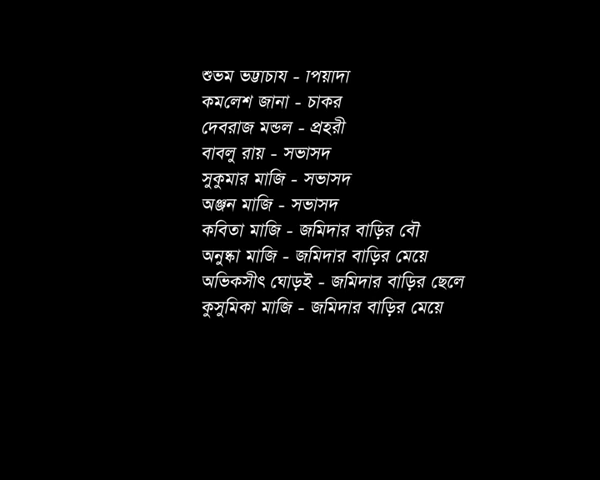 শুভম ভট্টাচার্য - পিয়াদা
কমলেশ জানা - চাকর
দেবরাজ মন্ডল - প্রহরী
বাবলু রায় - সভাসদ
সুকুমার মাজি - সভাসদ
অঞ্জন মাজি - সভাসদ
কবিতা মাজি - জমিদার বাড়ির বৌ
অনুষ্কা মাজি - জমিদার বাড়ির মেয়ে
অভিকসীৎ ঘোড়ই - জমিদার বাড়ির ছেলে
কুসুমিকা মাজি - জমিদার বাড়ির মেয়ে